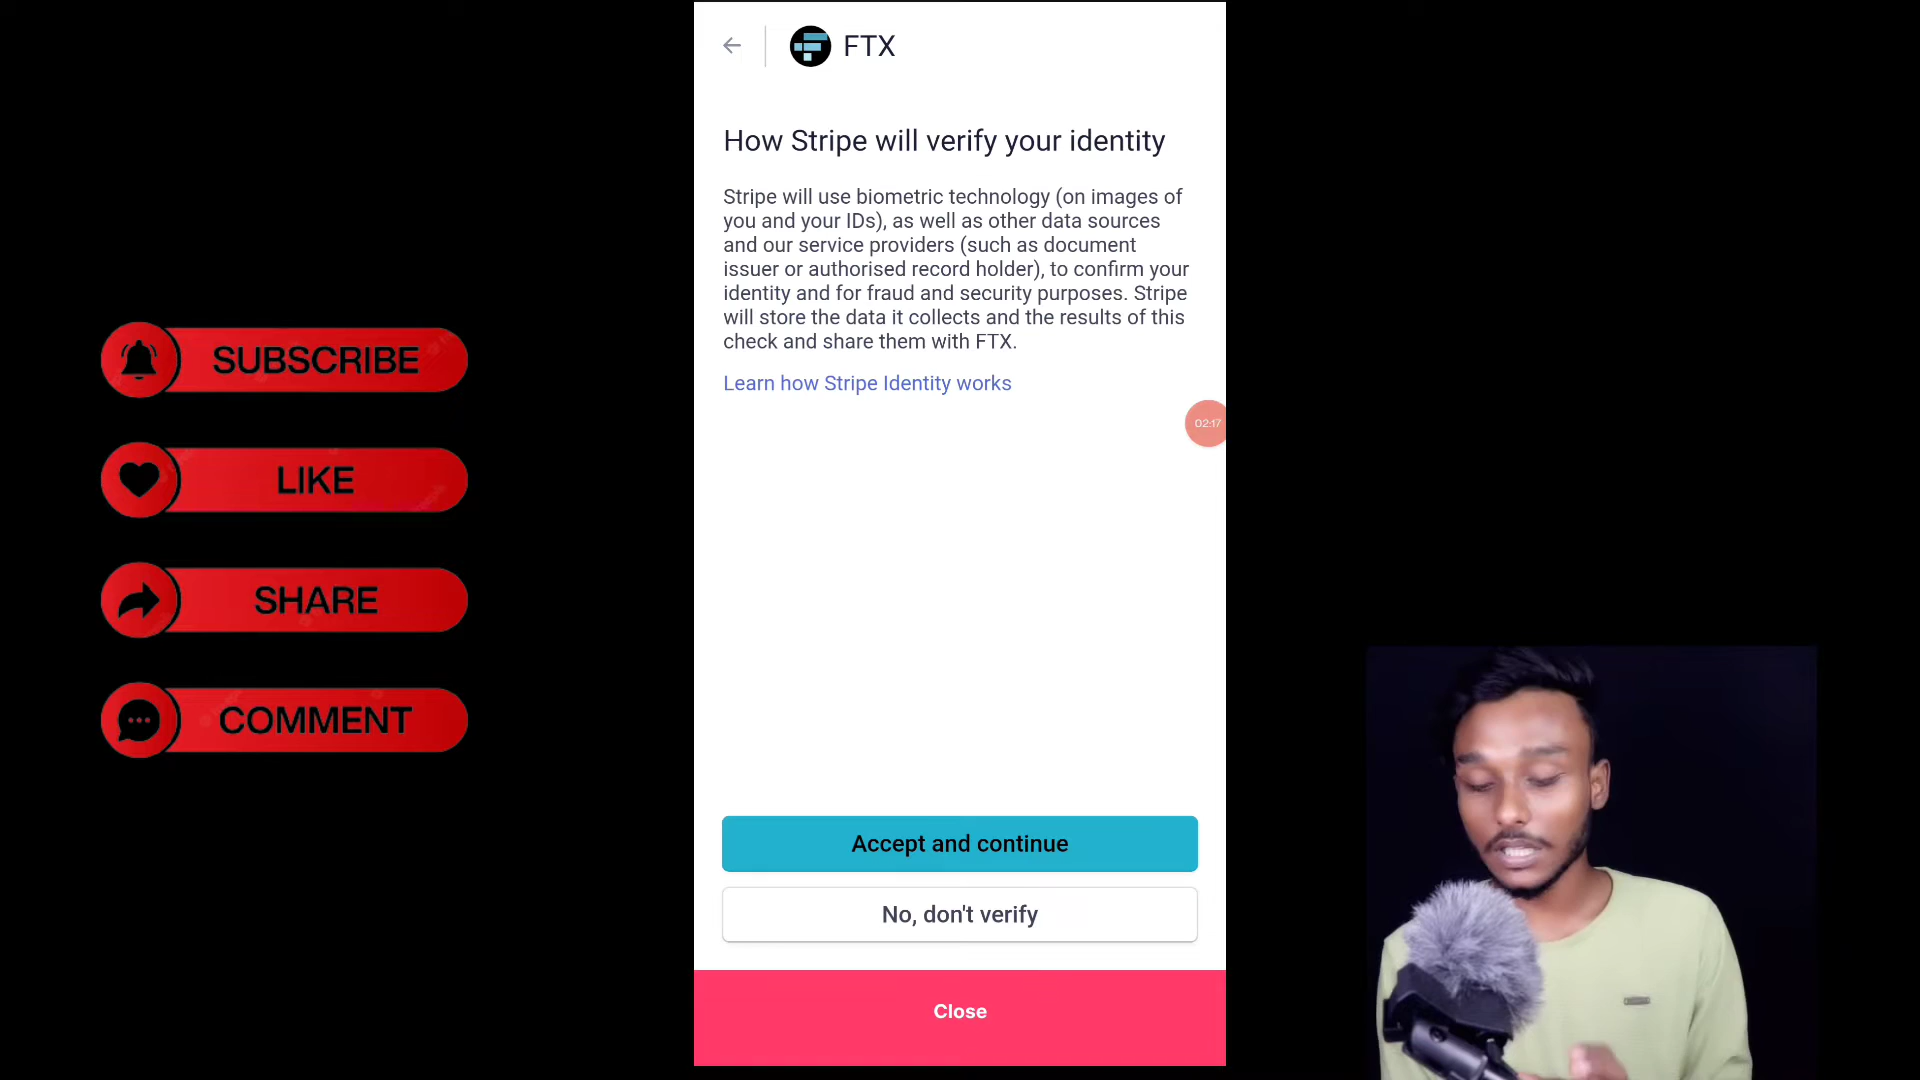 FTX
How Stripe will verify your identity
Stripe will use biometric technology (on images of
you and your IDs), as well as other data sources
and our service providers (such as document
issuer or authorised record holder), to confirm your
identity and for fraud and security purposes. Stripe
will store the data it collects and the results of this
check and share them with FTX.
Learn how Stripe Identity works
02:17
Accept and continue
No, don't verify
Close
SUBSCRIBE
LIKE
SHARE
COMMENT